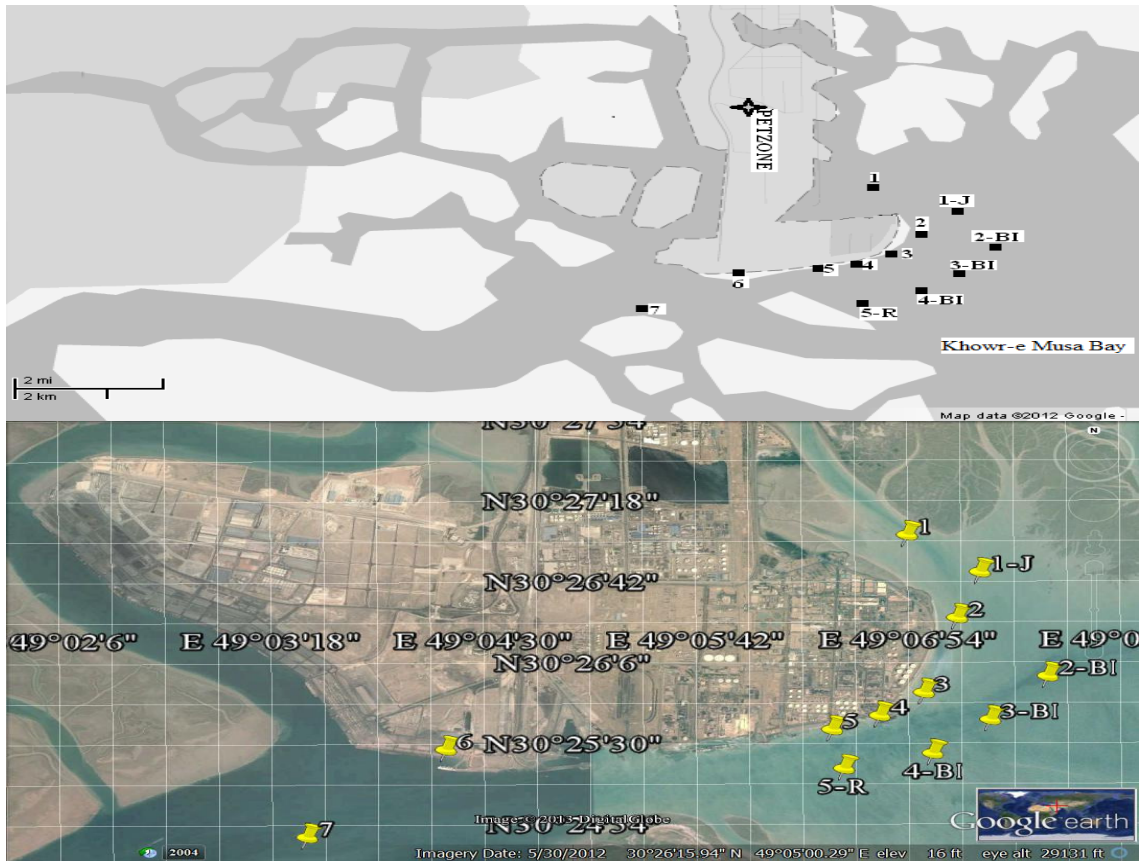 PETZONE
1
1-J
2
2-BI
3
3-BI
4
5
6
4-BI
5-R
7
Khowr-e Musa Bay
2 mi
2 km
Map data ©2012 Google -
N30°27'54"
N
N30°27'18"
1
1-J
N30°26'42"
2
49°02'6" E 49°03'18" E 49°04'30" E 49°05'42" E 49°06'54" E 49°0
N30°26'6"
2-BI
3
4
3-BI
5
6
N30°25'30"
4-BI
5-R
Image © 2013 DigitalGlobe
N30°24'54"
7
Google earth
2004
Imagery Date: 5/30/2012 30°26'15.94" N 49°05'00.29" E elev 16 ft eye alt 29131 ft